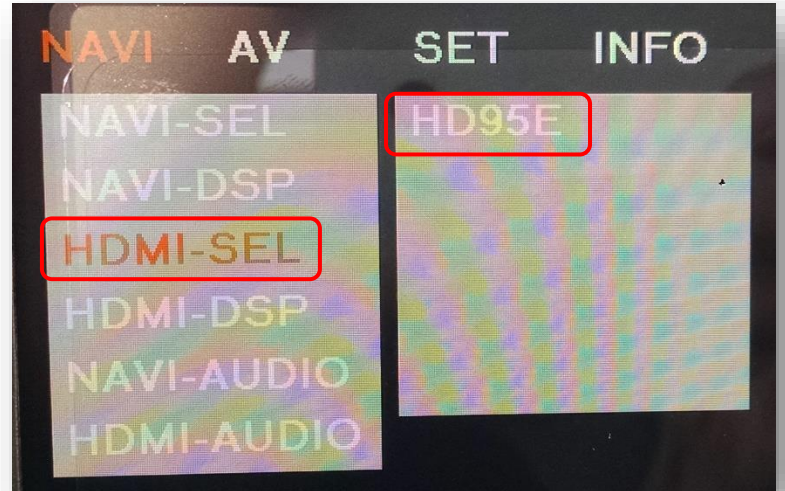 NAVI AV SET INFO
NAVI-SEL
NAVI-DSP
HDMI-SEL
HDMI-DSP
NAVI-AUDIO
HDMI-AUDIO
HD95E